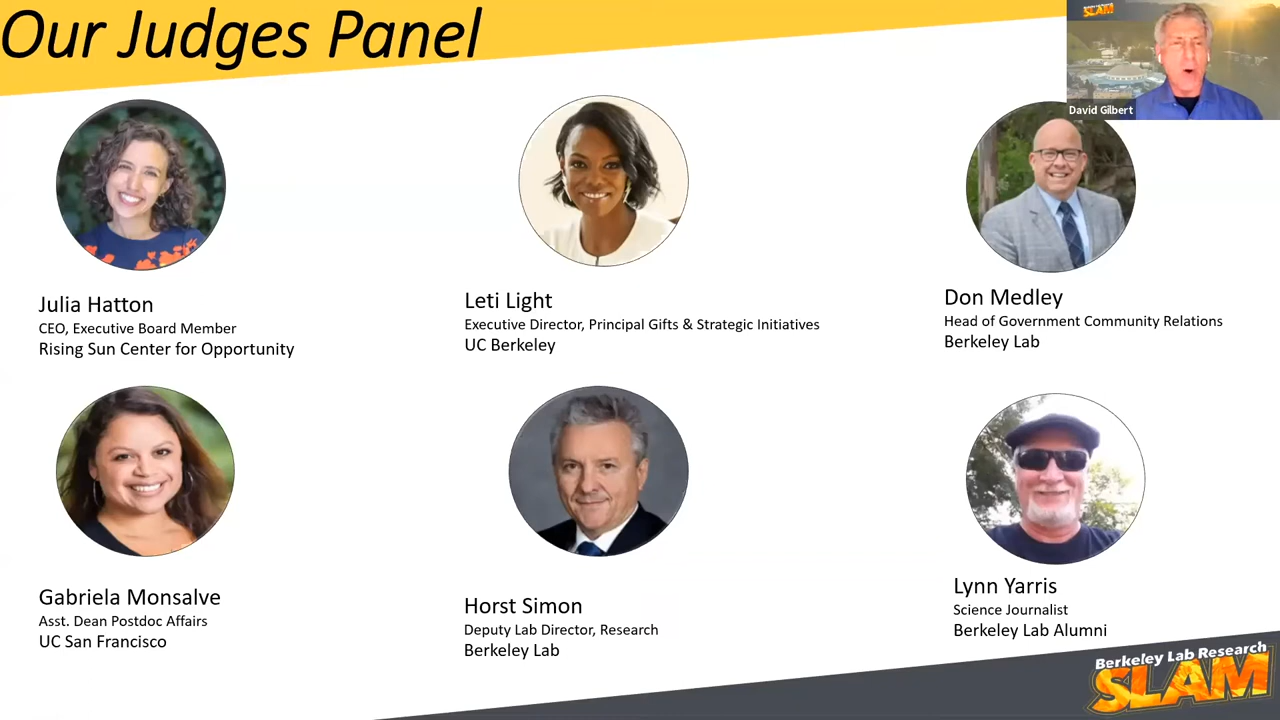 Our Judges Panel
SLAM
David Gilbert
Julia Hatton
CEO, Executive Board Member
Rising Sun Center for Opportunity
Leti Light
Executive Director, Principal Gifts & Strategic Initiatives
UC Berkeley
Don Medley
Head of Government Community Relations
Berkeley Lab
Gabriela Monsalve
Asst. Dean Postdoc Affairs
UC San Francisco
Horst Simon
Deputy Lab Director, Research
Berkeley Lab
Lynn Yarris
Science Journalist
Berkeley Lab Alumni
Berkeley Lab Research
SLAM